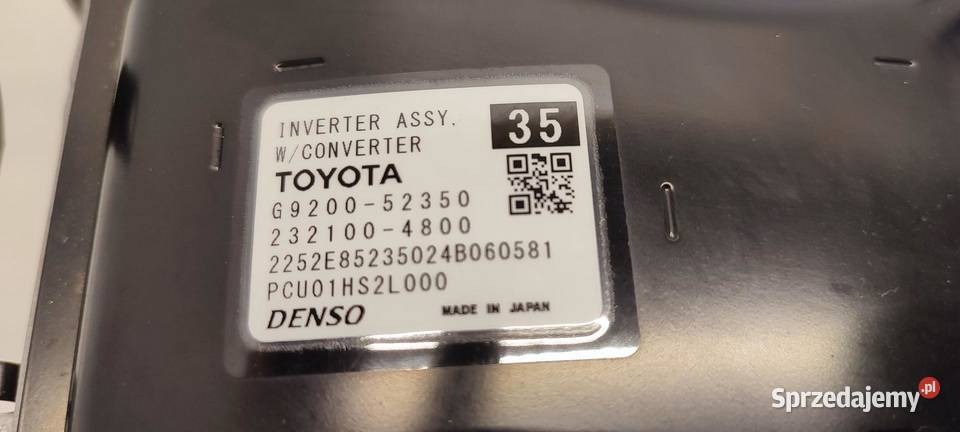 INVERTER ASSY.
W/CONVERTER
35
TOYOTA
G9200-52350
232100-4800
2252E85235024B060581
PCU01HS2L000
DENSO
MADE IN JAPAN
Sprzedajemy.pl